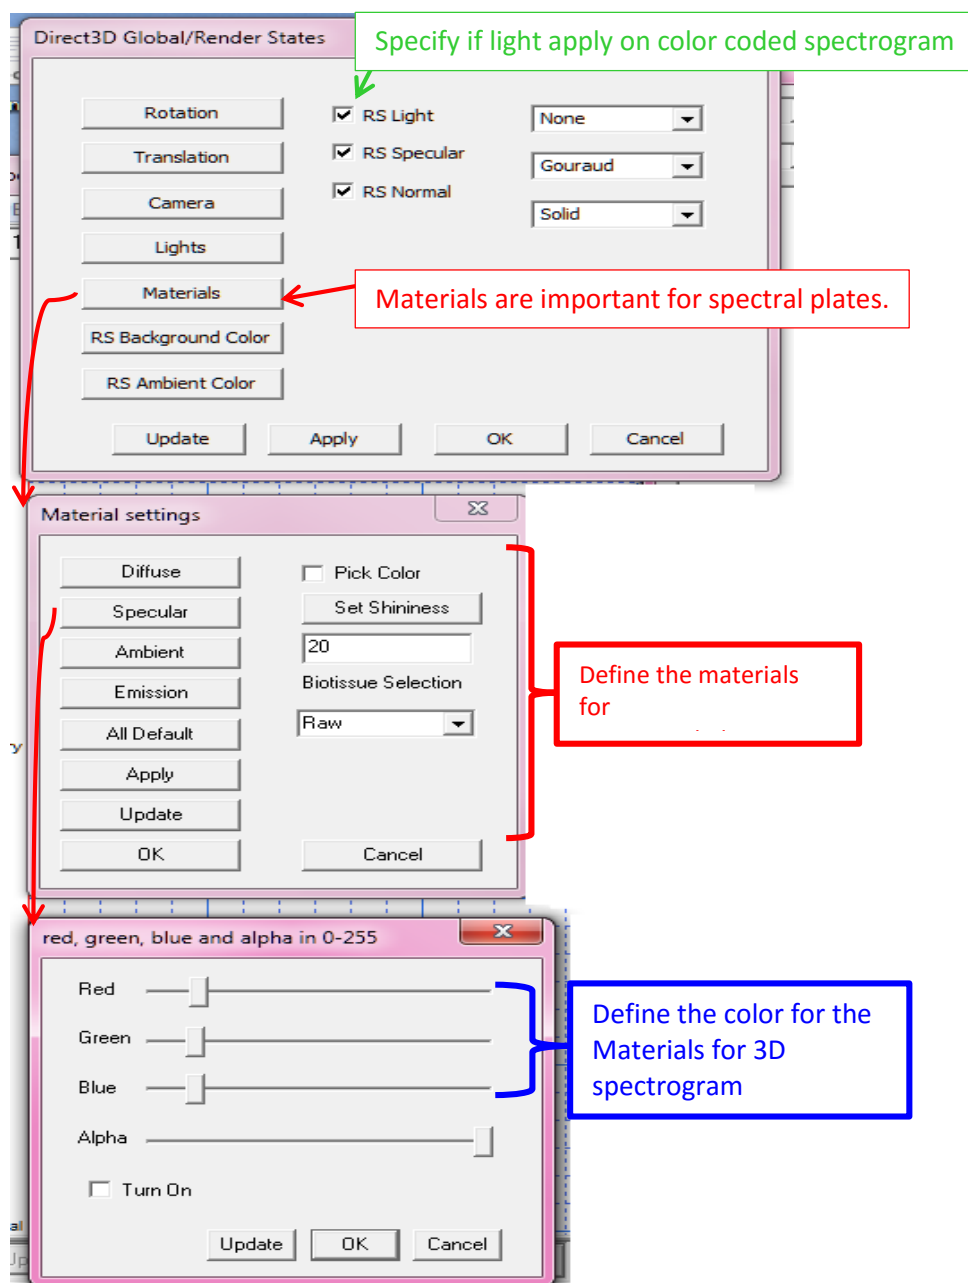 Direct3D Global/Render States
Specify if light apply on color coded spectrogram
Rotation
RS Light
None
Translation
RS Specular
Gouraud
Camera
RS Normal
Solid
Lights
Materials
Materials are important for spectral plates.
RS Background Color
RS Ambient Color
Update
Apply
OK
Cancel
Material settings
Diffuse
Pick Color
Specular
Set Shininess
Ambient
20
Emission
Biotissue Selection
All Default
Raw
Apply
Update
OK
Cancel
Define the materials
for
red, green, blue and alpha in 0-255
Red
Green
Blue
Alpha
Turn On
Update
OK
Cancel
Define the color for the
Materials for 3D
spectrogram